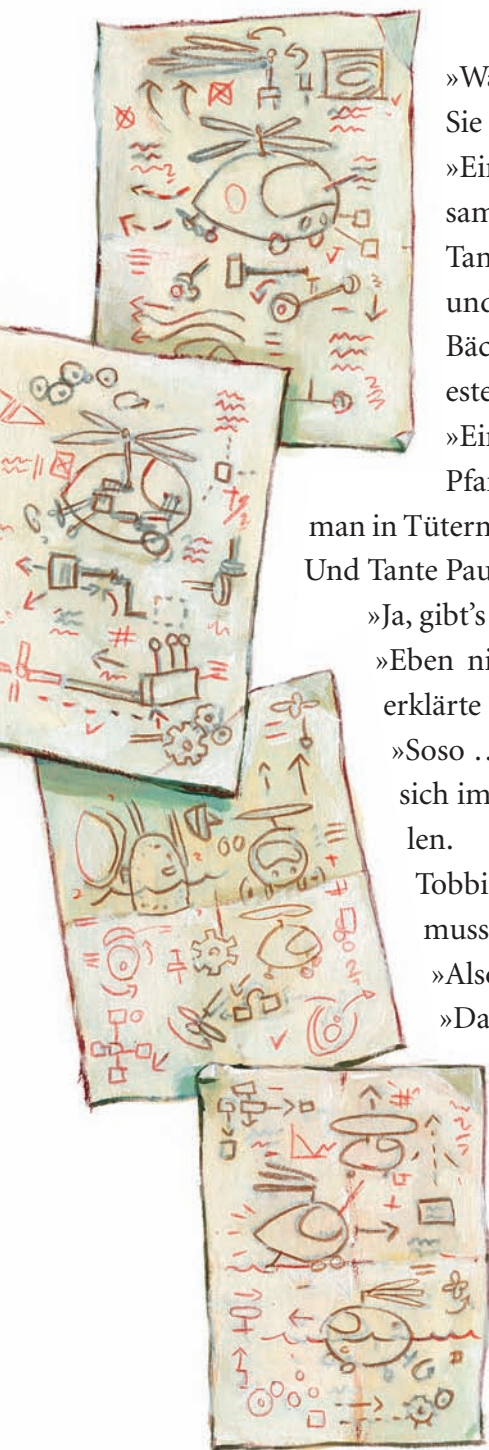 »Wa
Sie
»Ein
sam
Tan
und
Bäc
este
»Ein
Pfar
man in Tütern
Und Tante Pau
»Ja, gibt's
»Eben ni
erklärte
»Soso …
sich im
len.
Tobbi
muss
»Also
»Da